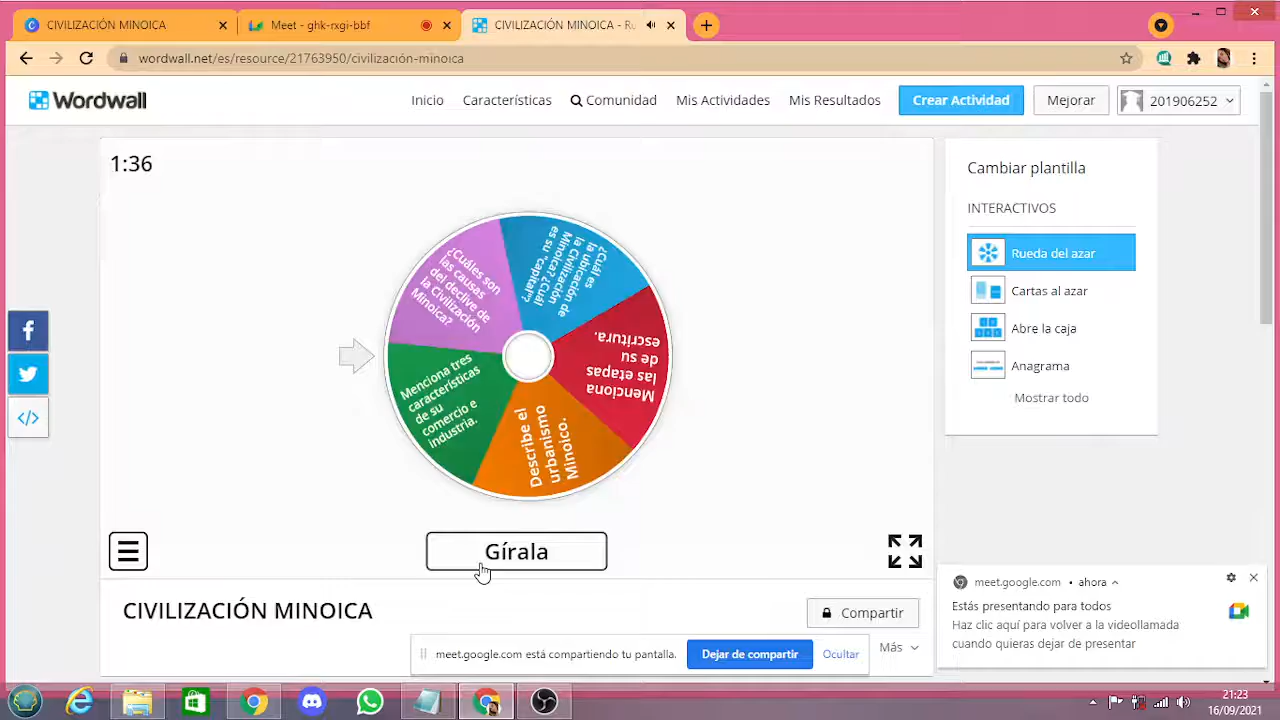 CIVILIZACIÓN MINOICA
Meet - ghk-rxgi-bbf
CIVILIZACIÓN MINOICA - Ru
wordwall.net/es/resource/21763950/civilización-minoica
Wordwall
Inicio
Características
Comunidad
Mis Actividades
Mis Resultados
Crear Actividad
Mejorar
201906252
1:36
¿Cuáles son
las causas
del declive de
la Civilización
Minoica?
¿Cuál es
la ubicación de
la Civilización
Minoica? ¿Cuál
es su "capital"?
Menciona
las etapas
de su
escritura.
Describe el
urbanismo
Minoico.
Menciona tres
características
de su
comercio e
industria.
Gírala
Cambiar plantilla
INTERACTIVOS
Rueda del azar
Cartas al azar
Abre la caja
Anagrama
Mostrar todo
CIVILIZACIÓN MINOICA
Compartir
Más
meet.google.com está compartiendo tu pantalla.
Dejar de compartir
Ocultar
meet.google.com • ahora
Estás presentando para todos
Haz clic aquí para volver a la videollamada
cuando quieras dejar de presentar
21:23
16/09/2021